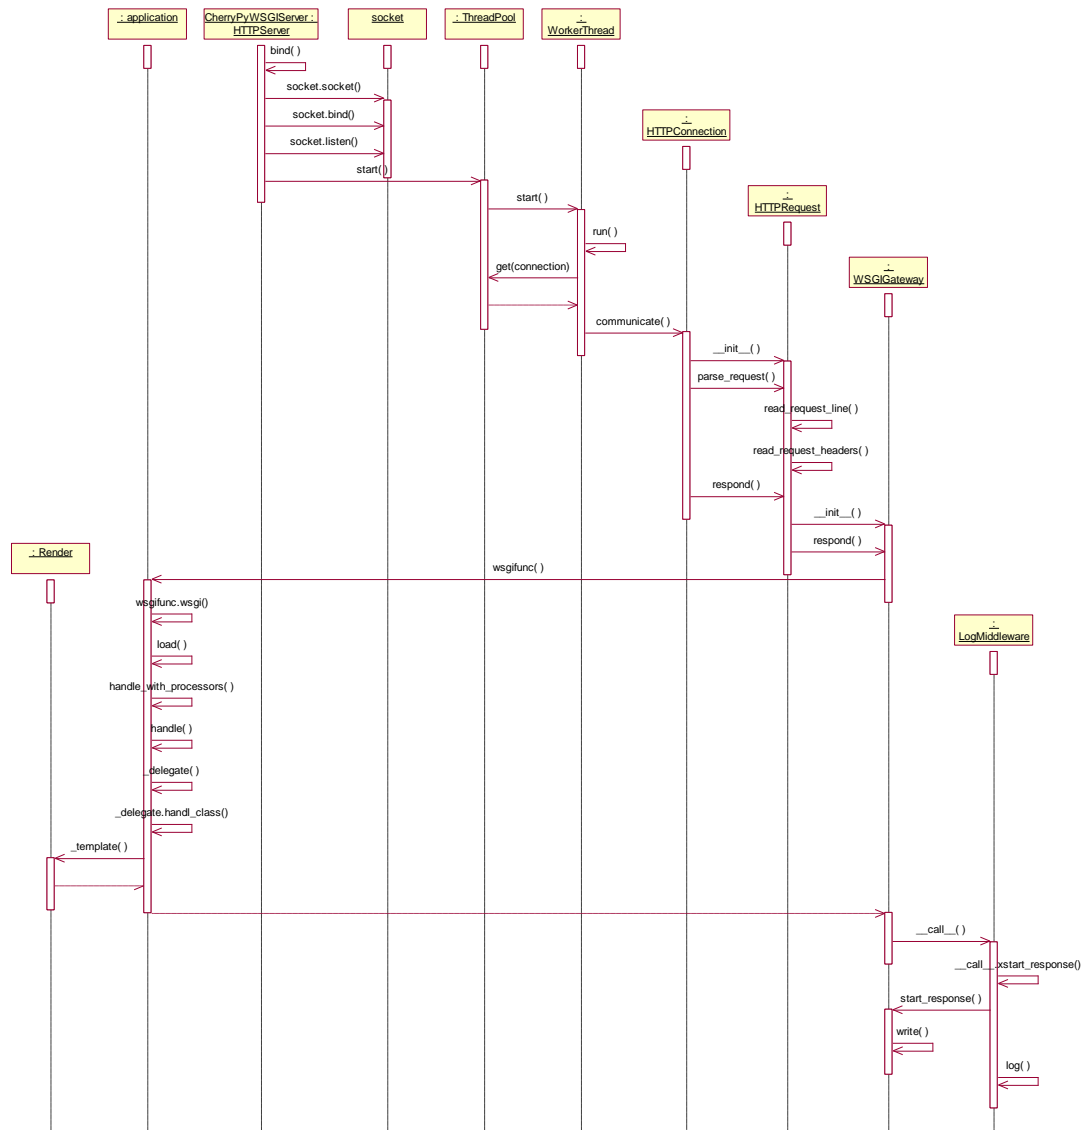 : application
CherryPyWSGIServer :
HTTPServer
socket
: ThreadPool
:
WorkerThread
bind( )
socket.socket()
socket.bind()
socket.listen()
start()
:
HTTPConnection
start( )
:
HTTPRequest
run( )
get(connection)
:
WSGIGateway
communicate( )
__init__( )
parse_request( )
read_request_line( )
read_request_headers( )
respond( )
__init__( )
respond( )
: Render
wsgifunc( )
wsgifunc.wsgi()
:
LogMiddleware
load( )
handle_with_processors( )
handle( )
_delegate( )
_delegate.handl_class()
_template( )
__call__( )
__call__.xstart_response()
start_response( )
write( )
log( )